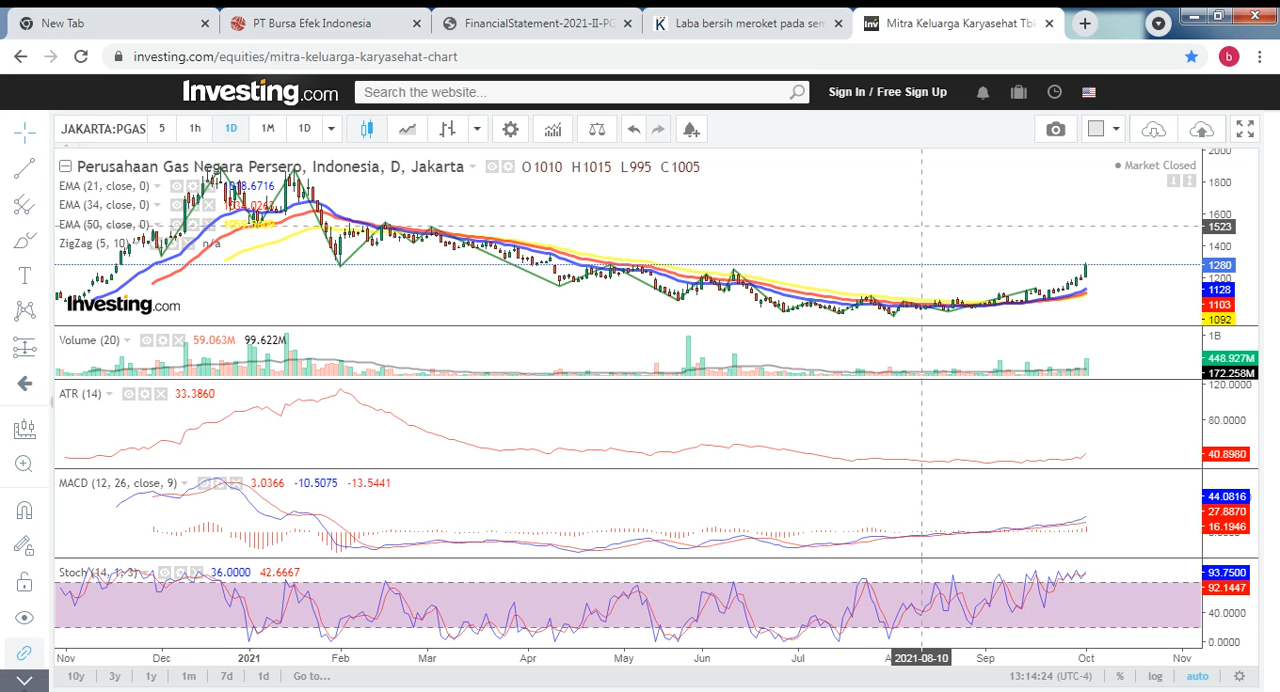 New Tab
PT Bursa Efek Indonesia
FinancialStatement-2021-II-PG
Laba bersih meroket pada sem
Mitra Keluarga Karyasehat Tb
investing.com/equities/mitra-keluarga-karyasehat-chart
b
Investing.com
Search the website...
Sign In / Free Sign Up
JAKARTA:PGAS 5 1h 1D 1M 1D
Perusahaan Gas Negara Persero, Indonesia, D, Jakarta O1010 H1015 L995 C1005
Market Closed
EMA (21, close, 0)
EMA (34, close, 0)
EMA (50, close, 0)
ZigZag (5, 10) n/a
Investing.com
2000
1800
1600
1523
1400
1280
1200
1128
1103
1092
Volume (20) 59.063M 99.622M
1B
448.927M
172.258M
ATR (14) 33.3860
120.0000
80.0000
40.8980
MACD (12, 26, close, 9) 3.0366 -10.5075 -13.5441
44.0816
27.8870
16.1946
Stoch (14, 1, 3) 36.0000 42.6667
93.7500
92.1447
40.0000
0.0000
Nov Dec 2021 Feb Mar Apr May Jun Jul A 2021-08-10 Sep Oct Nov
10y 3y 1y 1m 7d 1d Go to... 13:14:24 (UTC-4) % log auto